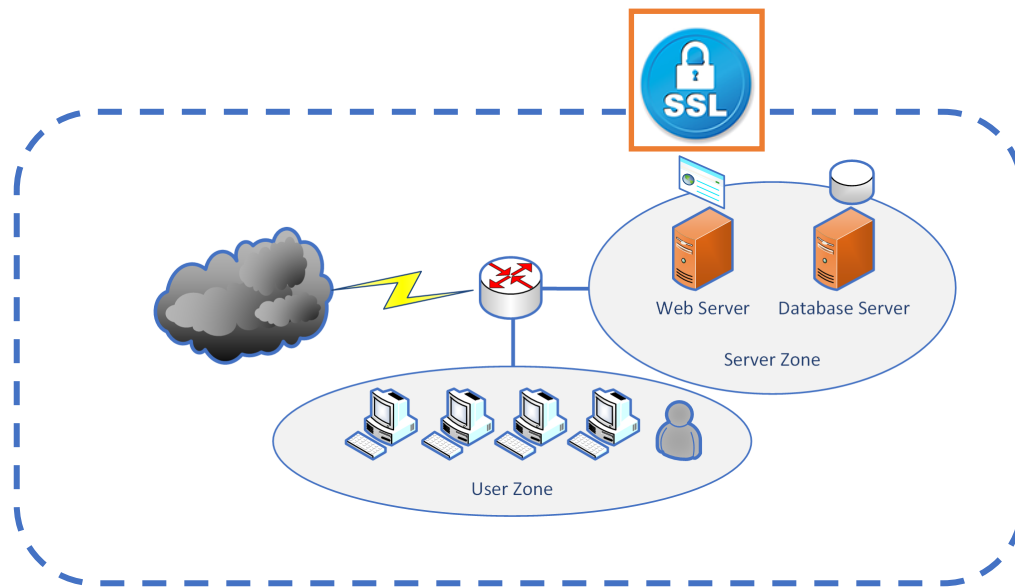 SSL
Web Server
Database Server
Server Zone
User Zone